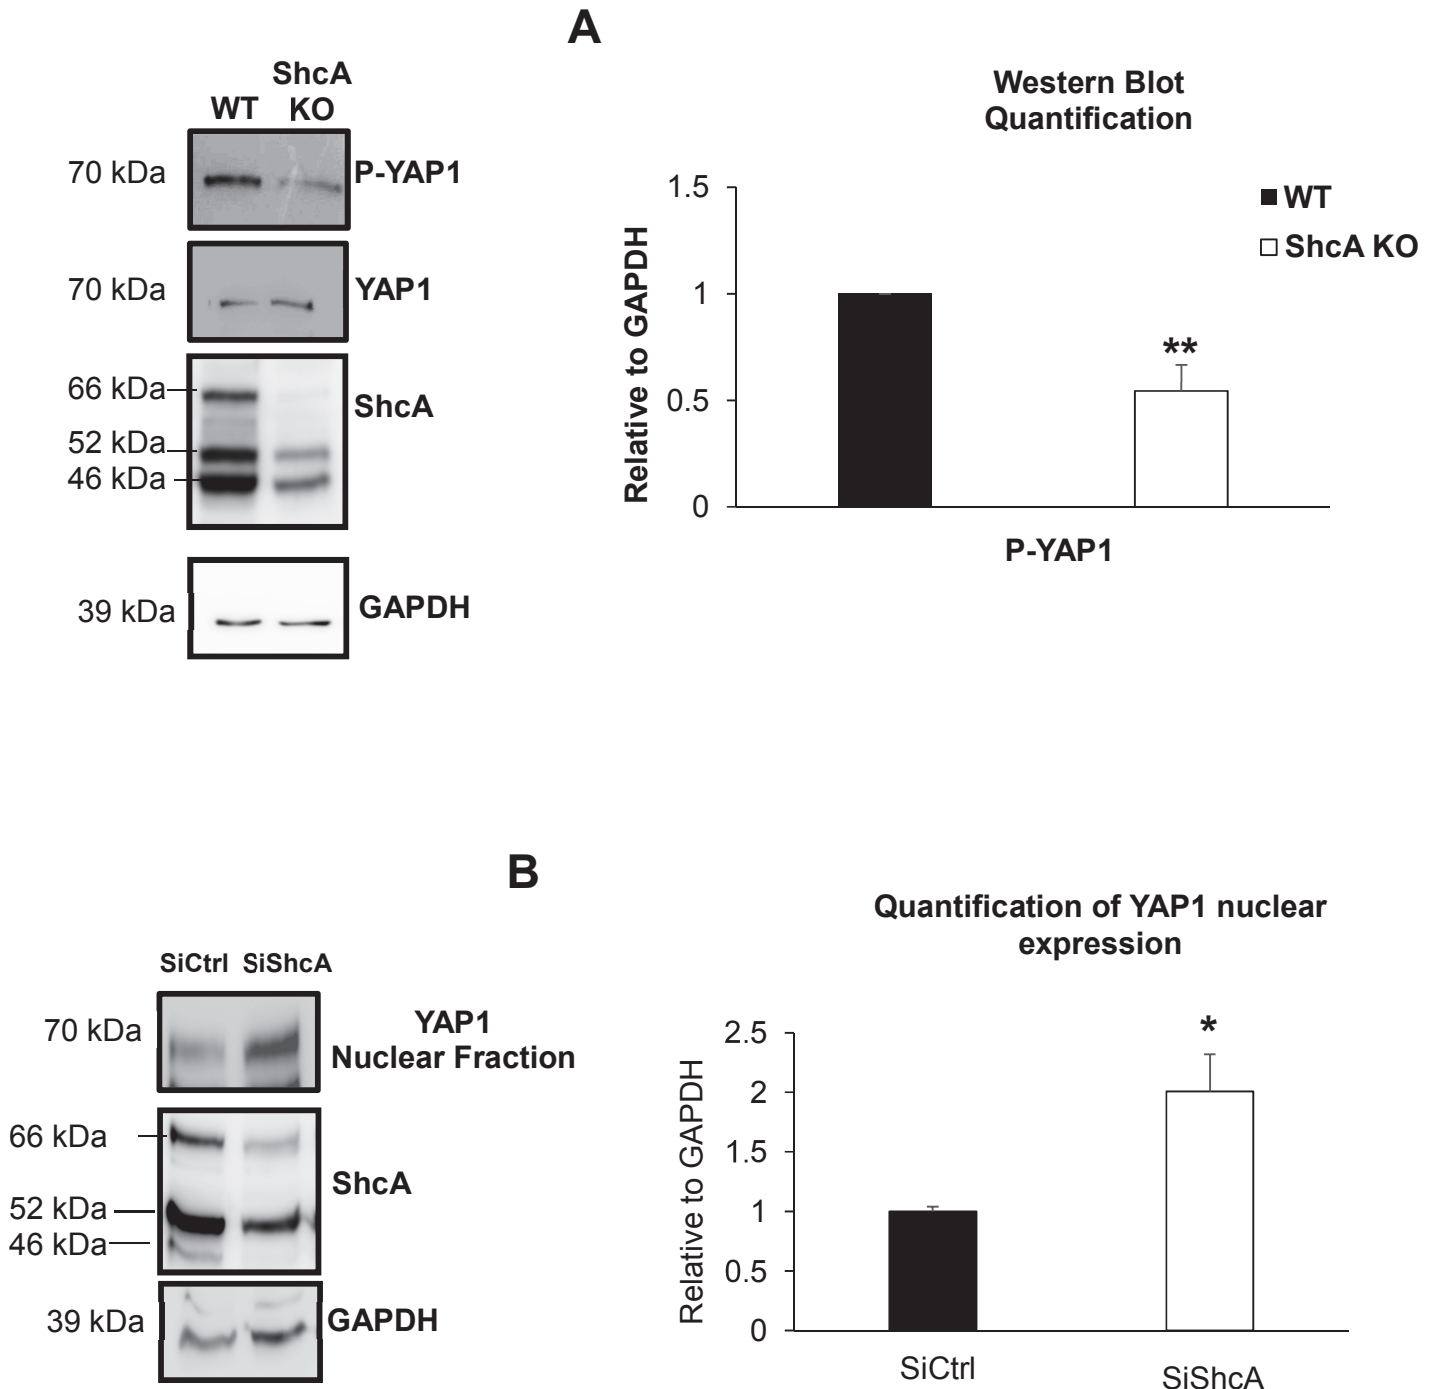 A
ShcA
WT KO
70 kDa P-YAP1
70 kDa YAP1
66 kDa
ShcA
52 kDa
46 kDa
39 kDa GAPDH
Western Blot
Quantification
WT
ShcA KO
Relative to GAPDH
1.5
1
0.5
0
**
P-YAP1
B
SiCtrl SiShcA
70 kDa
YAP1
Nuclear Fraction
66 kDa
ShcA
52 kDa
46 kDa
39 kDa GAPDH
Quantification of YAP1 nuclear
expression
Relative to GAPDH
2.5
2
1.5
1
0.5
0
*
SiCtrl
SiShcA